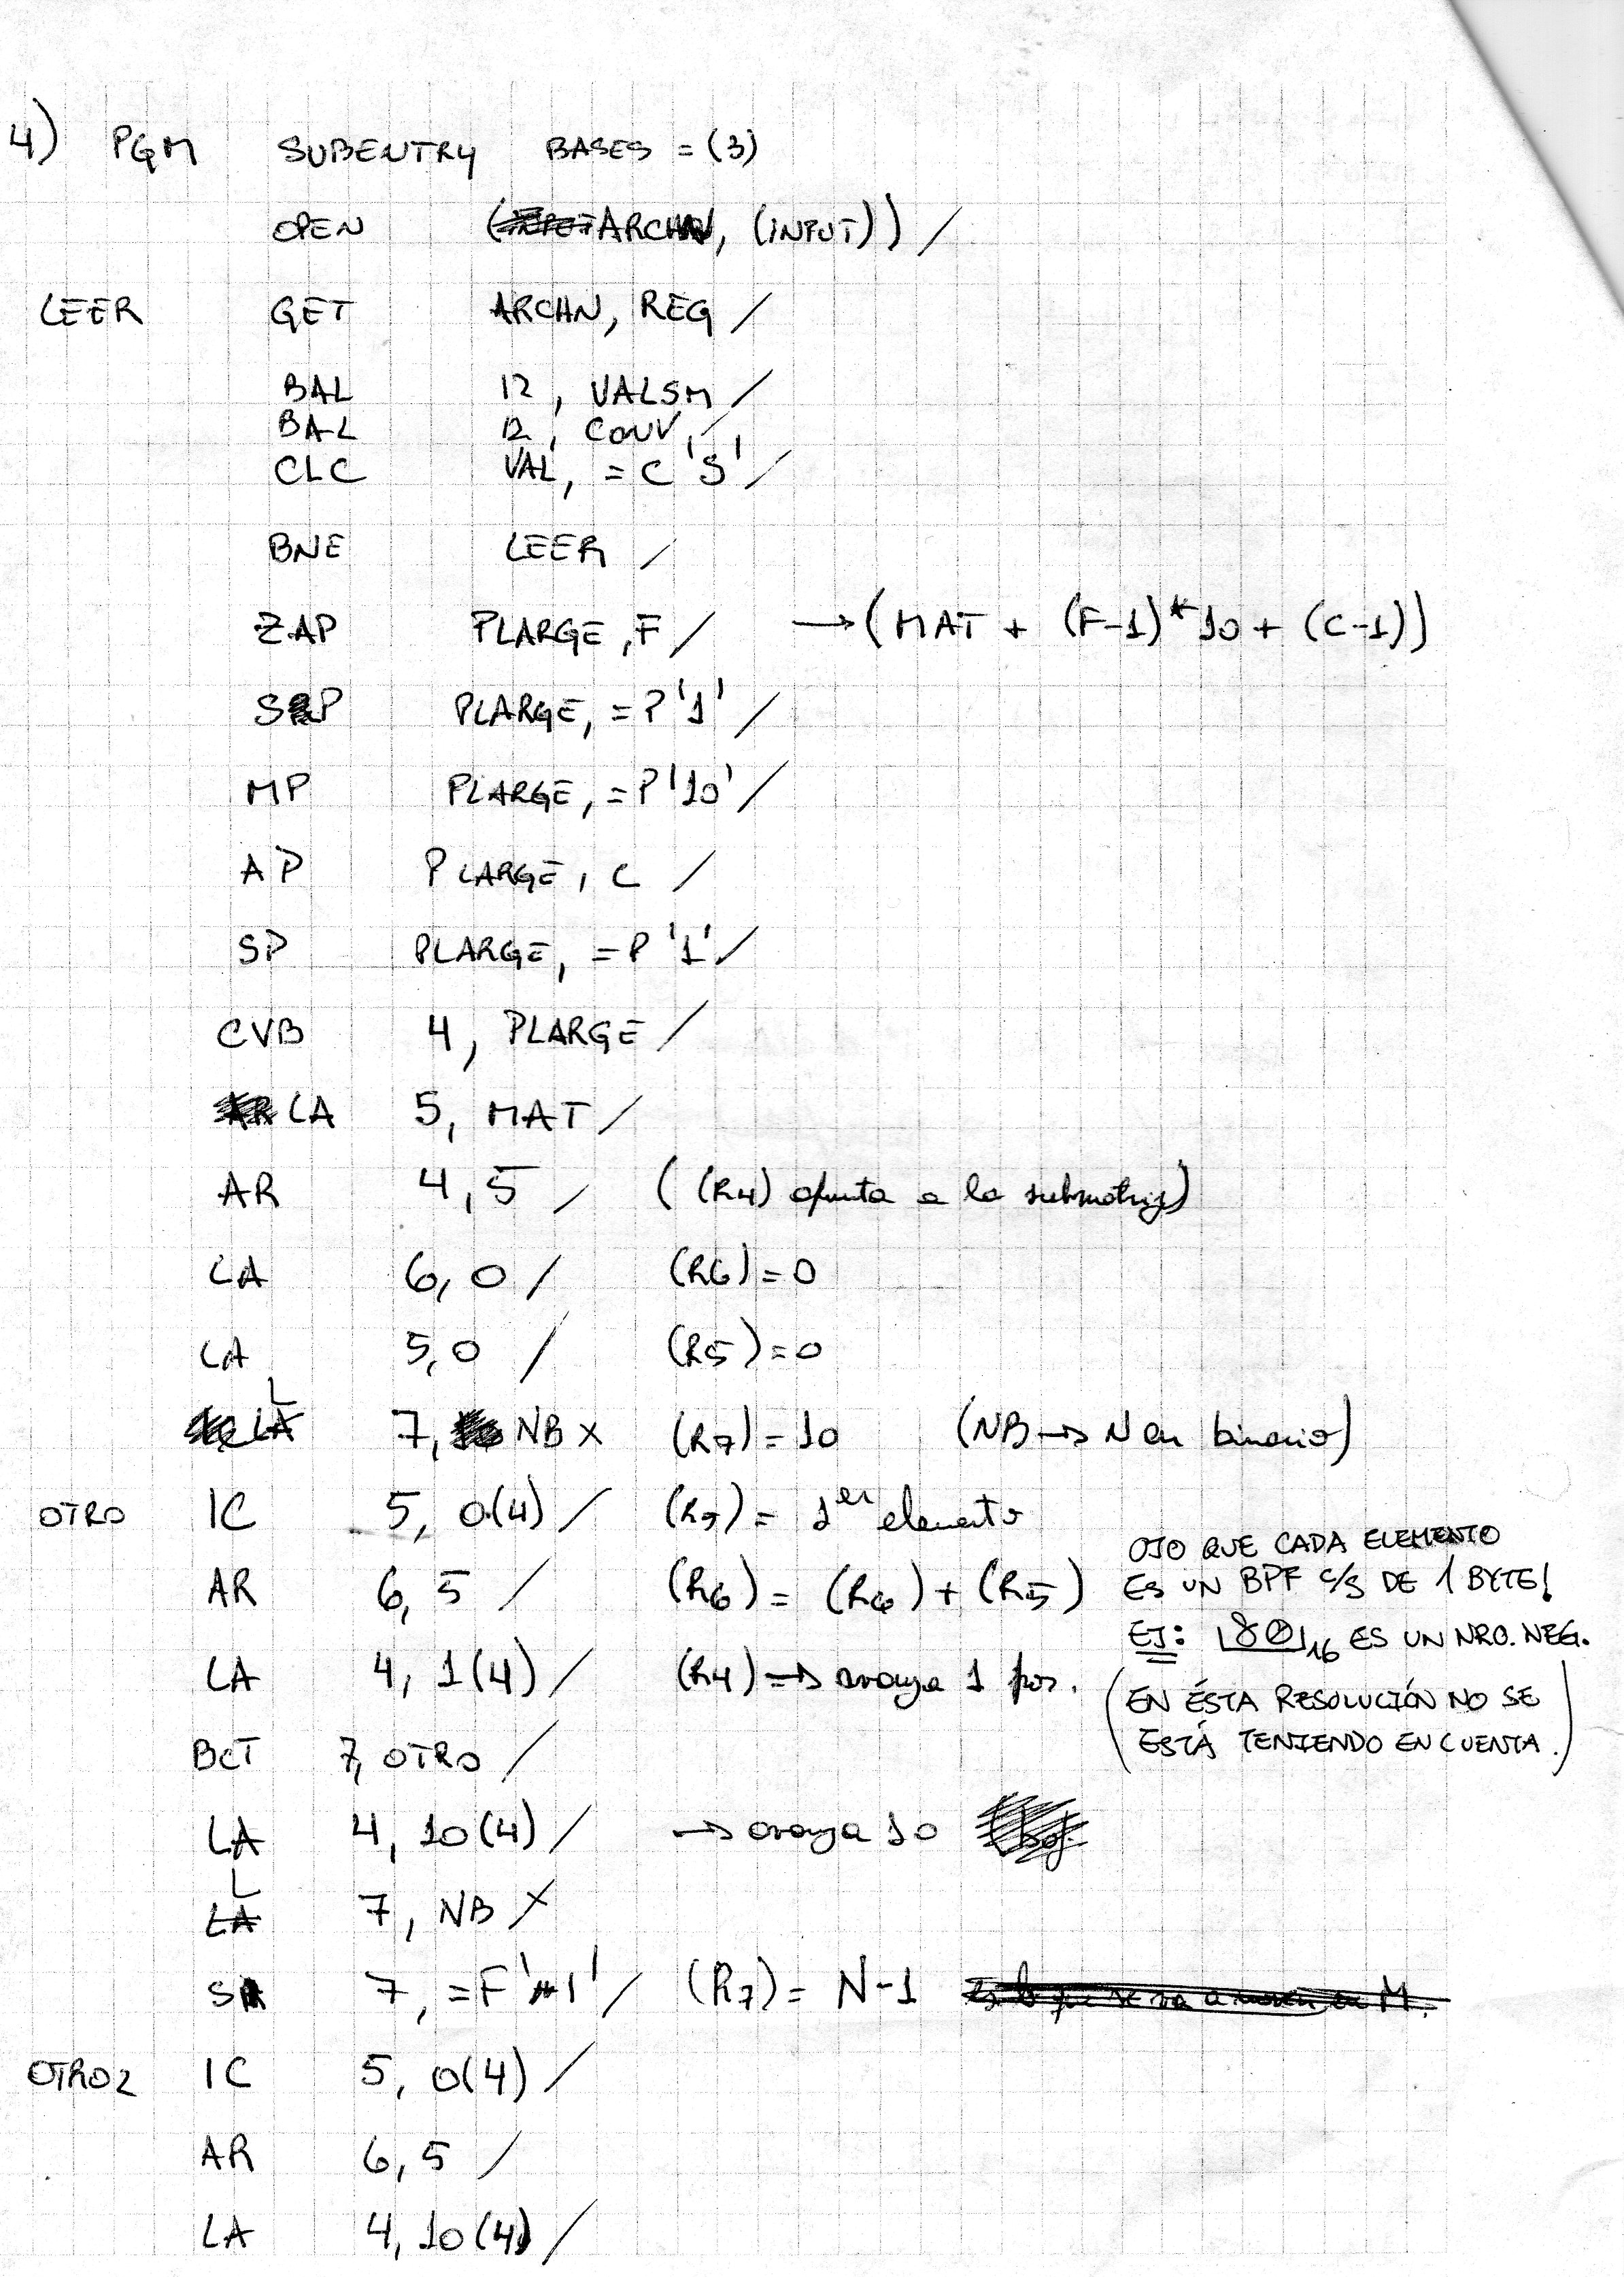 4) PGM SUBENTRY BASES = (3)
OPEN (ARCHN, (INPUT)) /
LEER GET ARCHN, REG /
BAL 12, VALSM /
BAL 12, CONV, /
CLC VAL, = C'S' /
BNE LEER /
ZAP PLARGE, F / → (MAT + (F-1)*10 + (C-1))
SP PLARGE, = P'1' /
MP PLARGE, = P'10' /
AP PLARGE, C /
SP PLARGE, = P'1' /
CVB 4, PLARGE /
LA 5, MAT /
AR 4, 5 / ((R4) apunta a la submatriz)
LA 6, 0 / (R6) = 0
LA 5, 0 / (R5) = 0
L 7, NB X (R7) = 10 (NB → N en binario)
OTRO IC 5, 0(4) / (R5) = 1er elemento
AR 6, 5 / (R6) = (R6) + (R5)
OJO QUE CADA ELEMENTO
ES UN BPF C/S DE 1 BYTE!
EJ: 80 16 ES UN NRO. NEG.
(EN ÉSTA RESOLUCIÓN NO SE
ESTÁ TENIENDO EN CUENTA.)
LA 4, 1(4) / (R4) → avanza 1 pos.
BCT 7, OTRO /
LA 4, 10(4) / → avanza 10
L 7, NB X
S 7, = F'1' / (R7) = N-1
OTRO2 IC 5, 0(4) /
AR 6, 5 /
LA 4, 10(4) /